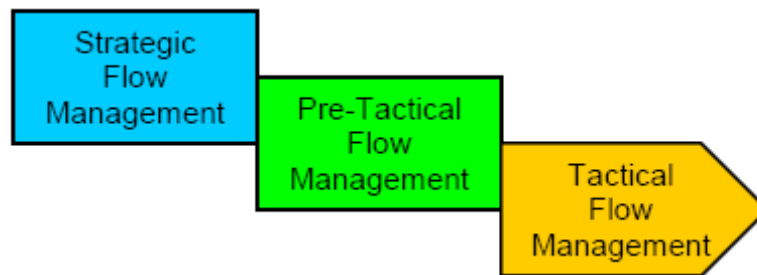 Strategic
Flow
Management
Pre-Tactical
Flow
Management
Tactical
Flow
Management